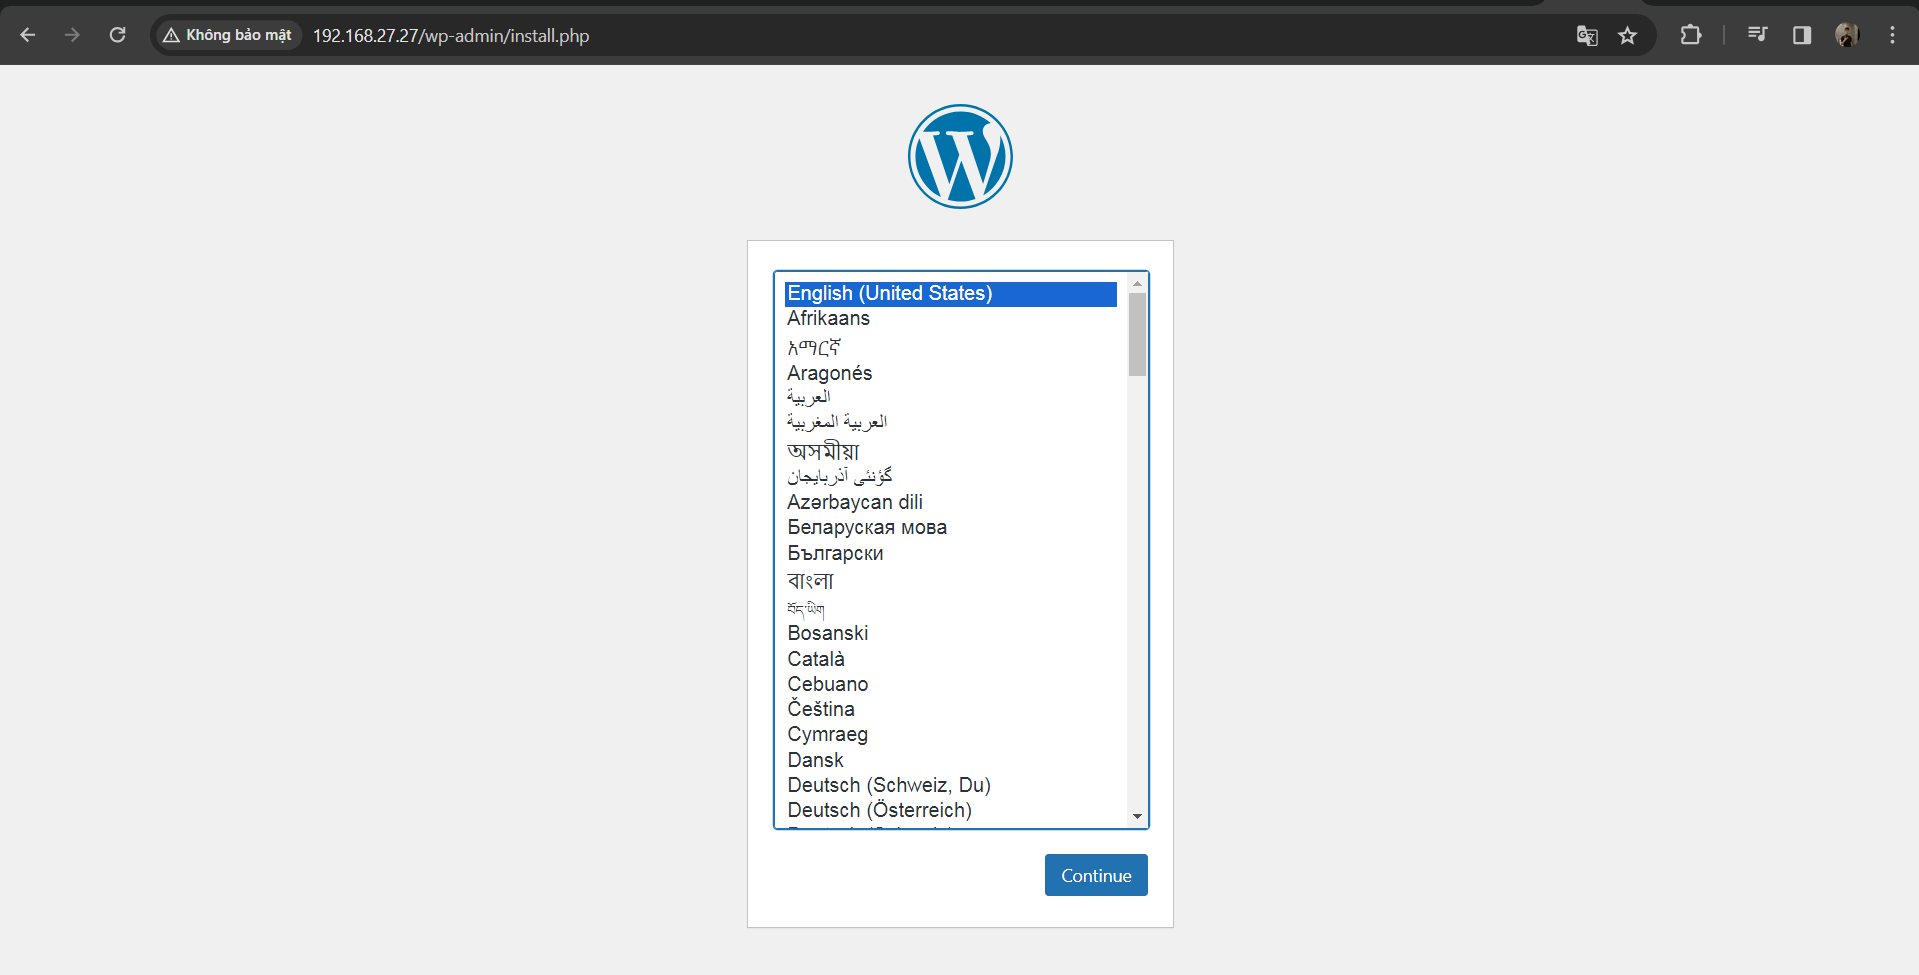 Không bảo mật 192.168.27.27/wp-admin/install.php
English (United States)
Afrikaans
አማርኛ
Aragonés
العربية
العربية المغربية
অসমীয়া
گؤنئی آذربایجان
Azərbaycan dili
Беларуская мова
Български
বাংলা
བོད་ཡིག
Bosanski
Català
Cebuano
Čeština
Cymraeg
Dansk
Deutsch (Schweiz, Du)
Deutsch (Österreich)
Continue